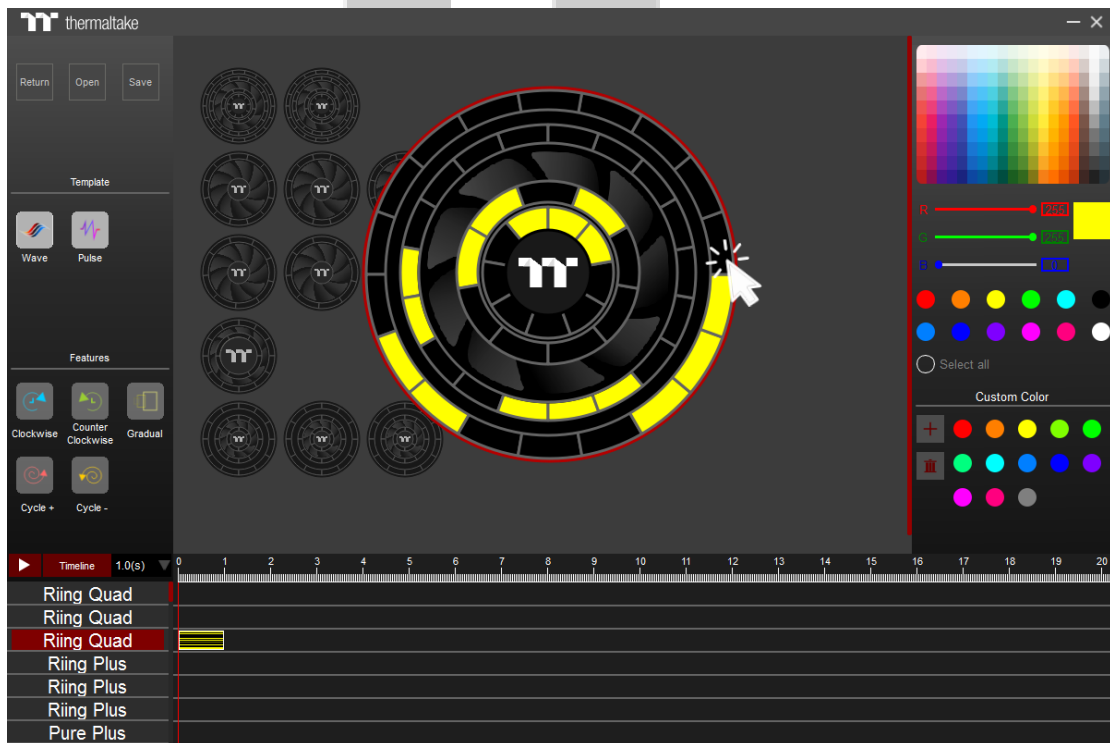 thermaltake
Return Open Save
Template
Wave Pulse
Features
Clockwise Counter Clockwise Gradual
Cycle + Cycle -
R 255
G 255
B 0
Select all
Custom Color
Timeline 1.0(s) 0 1 2 3 4 5 6 7 8 9 10 11 12 13 14 15 16 17 18 19 20
Riing Quad
Riing Quad
Riing Quad
Riing Plus
Riing Plus
Riing Plus
Pure Plus